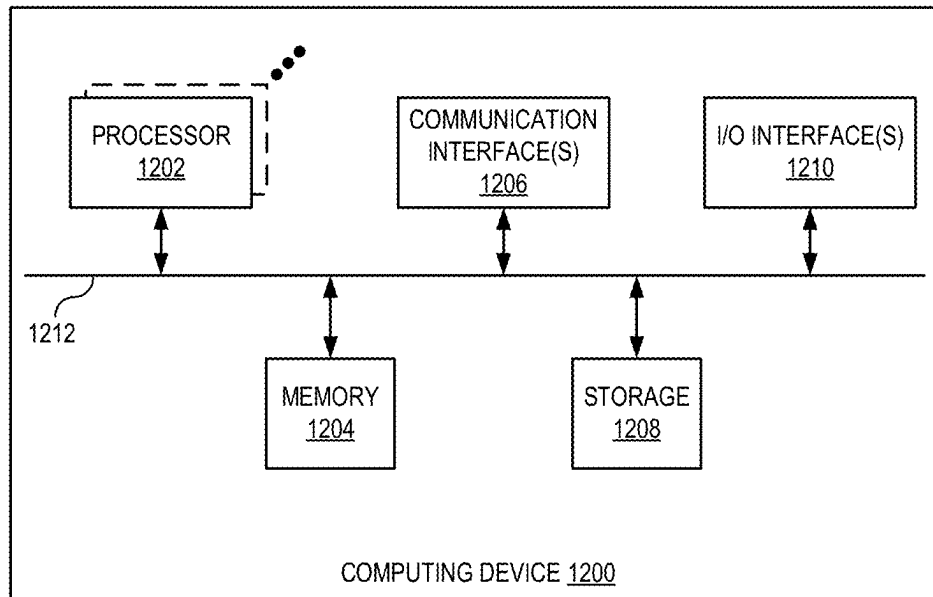 PROCESSOR
1202
COMMUNICATION
INTERFACE(S)
1206
I/O INTERFACE(S)
1210
1212
MEMORY
1204
STORAGE
1208
COMPUTING DEVICE 1200